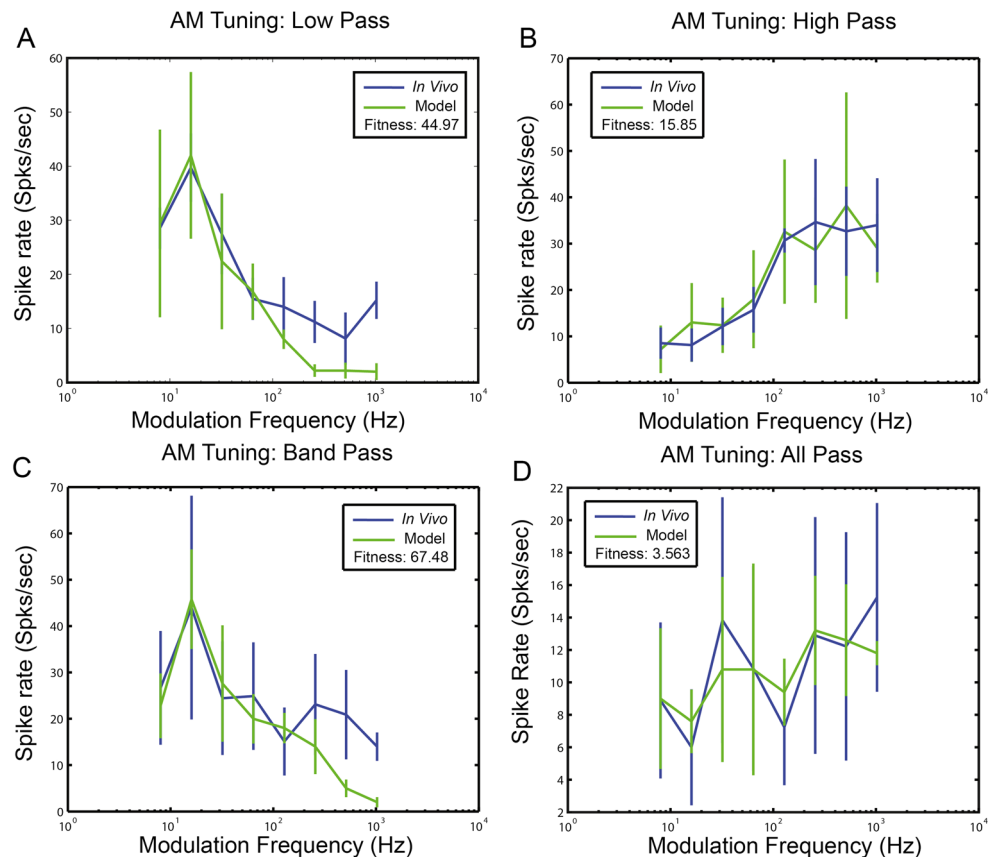 A
AM Tuning: Low Pass
Spike rate (Spks/sec)
60
50
40
30
20
10
0
In Vivo
Model
Fitness: 44.97
10^0
10^1
10^2
10^3
10^4
Modulation Frequency (Hz)
B
AM Tuning: High Pass
Spike rate (Spks/sec)
70
60
50
40
30
20
10
0
In Vivo
Model
Fitness: 15.85
10^0
10^1
10^2
10^3
10^4
Modulation Frequency (Hz)
C
AM Tuning: Band Pass
Spike rate (Spks/sec)
70
60
50
40
30
20
10
0
In Vivo
Model
Fitness: 67.48
10^0
10^1
10^2
10^3
10^4
Modulation Frequency (Hz)
D
AM Tuning: All Pass
Spike Rate (Spks/sec)
22
20
18
16
14
12
10
8
6
4
2
In Vivo
Model
Fitness: 3.563
10^0
10^1
10^2
10^3
10^4
Modulation Frequency (Hz)